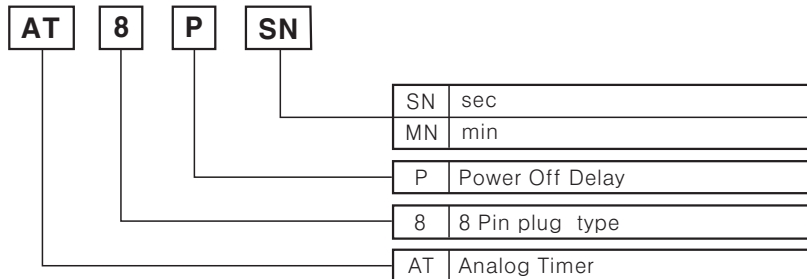 AT 8 P SN
SN sec
MN min
P Power Off Delay
8 8 Pin plug type
AT Analog Timer